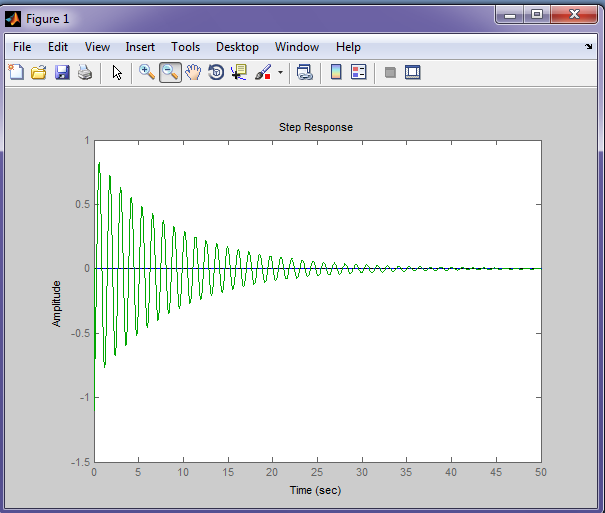 Figure 1
File Edit View Insert Tools Desktop Window Help
Step Response
Amplitude
1
0.5
0
-0.5
-1
-1.5
0 5 10 15 20 25 30 35 40 45 50
Time (sec)